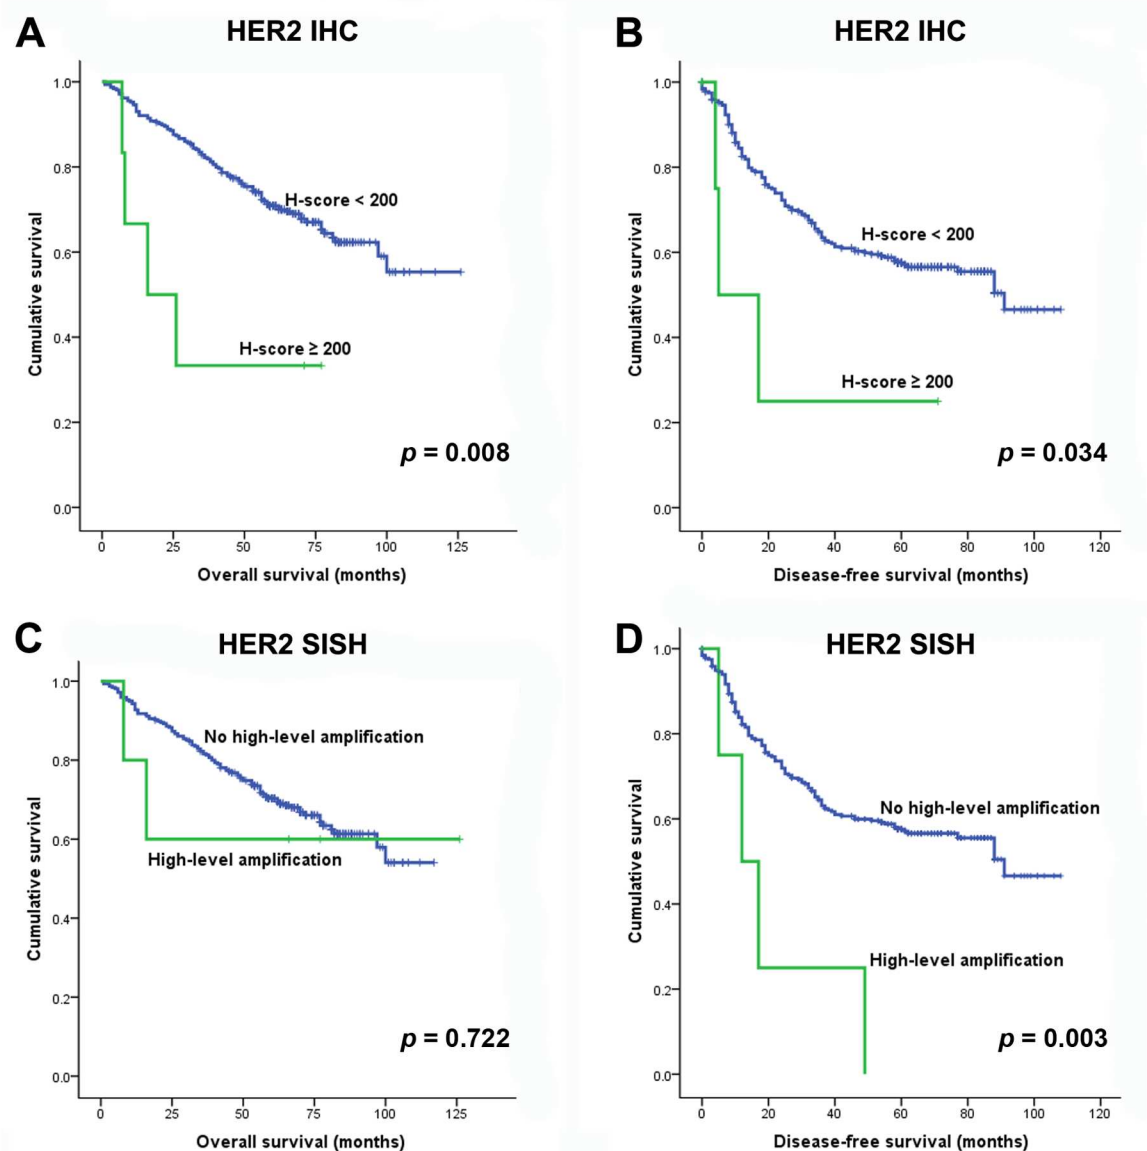 A
HER2 IHC
Cumulative survival
1.0
0.8
0.6
0.4
0.2
0.0
H-score < 200
H-score ≥ 200
p = 0.008
0 25 50 75 100 125
Overall survival (months)
B
HER2 IHC
Cumulative survival
1.0
0.8
0.6
0.4
0.2
0.0
H-score < 200
H-score ≥ 200
p = 0.034
0 20 40 60 80 100 120
Disease-free survival (months)
C
HER2 SISH
Cumulative survival
1.0
0.8
0.6
0.4
0.2
0.0
No high-level amplification
High-level amplification
p = 0.722
0 25 50 75 100 125
Overall survival (months)
D
HER2 SISH
Cumulative survival
1.0
0.8
0.6
0.4
0.2
0.0
No high-level amplification
High-level amplification
p = 0.003
0 20 40 60 80 100 120
Disease-free survival (months)